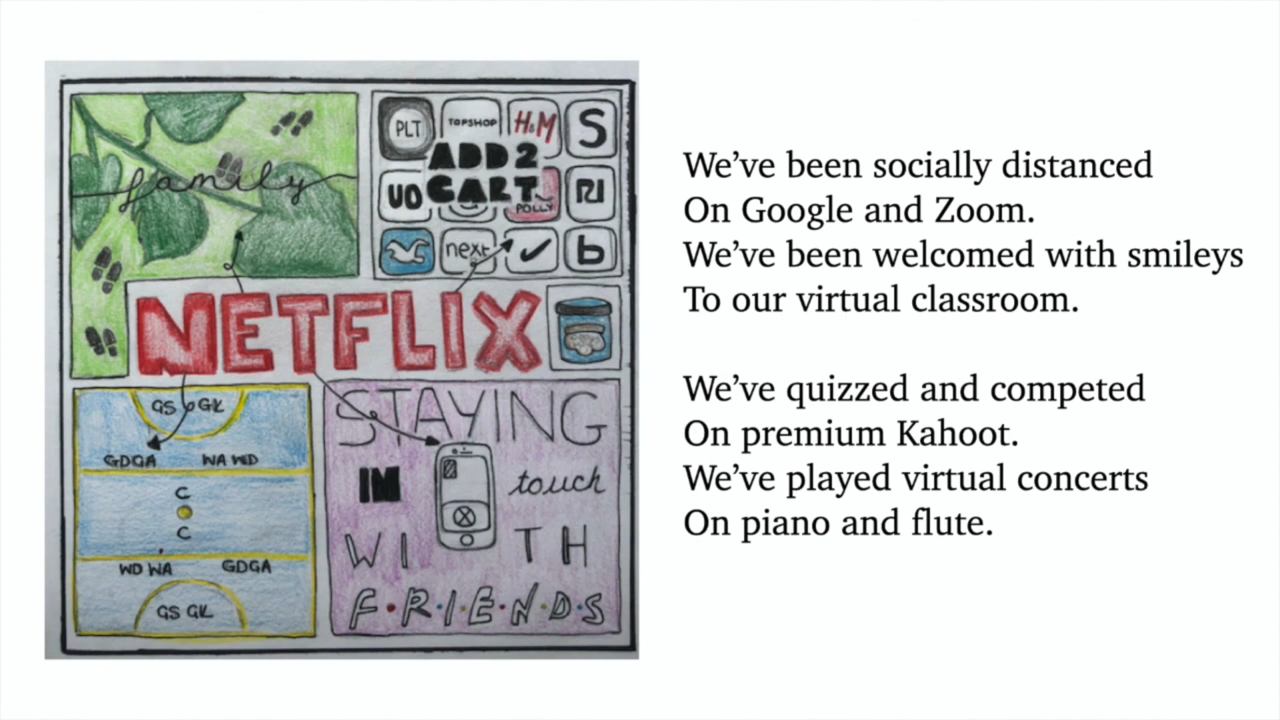 family
PLT
TOPSHOP
H&M
S
ADD 2
CART
UO
POLLY
next
b
NETFLIX
GS GK
GDGA WA WD
C
C
WD WA GDGA
GS GK
STAYING
IN touch
WITH
F•R•I•E•N•D•S
We've been socially distanced
On Google and Zoom.
We've been welcomed with smileys
To our virtual classroom.
We've quizzed and competed
On premium Kahoot.
We've played virtual concerts
On piano and flute.